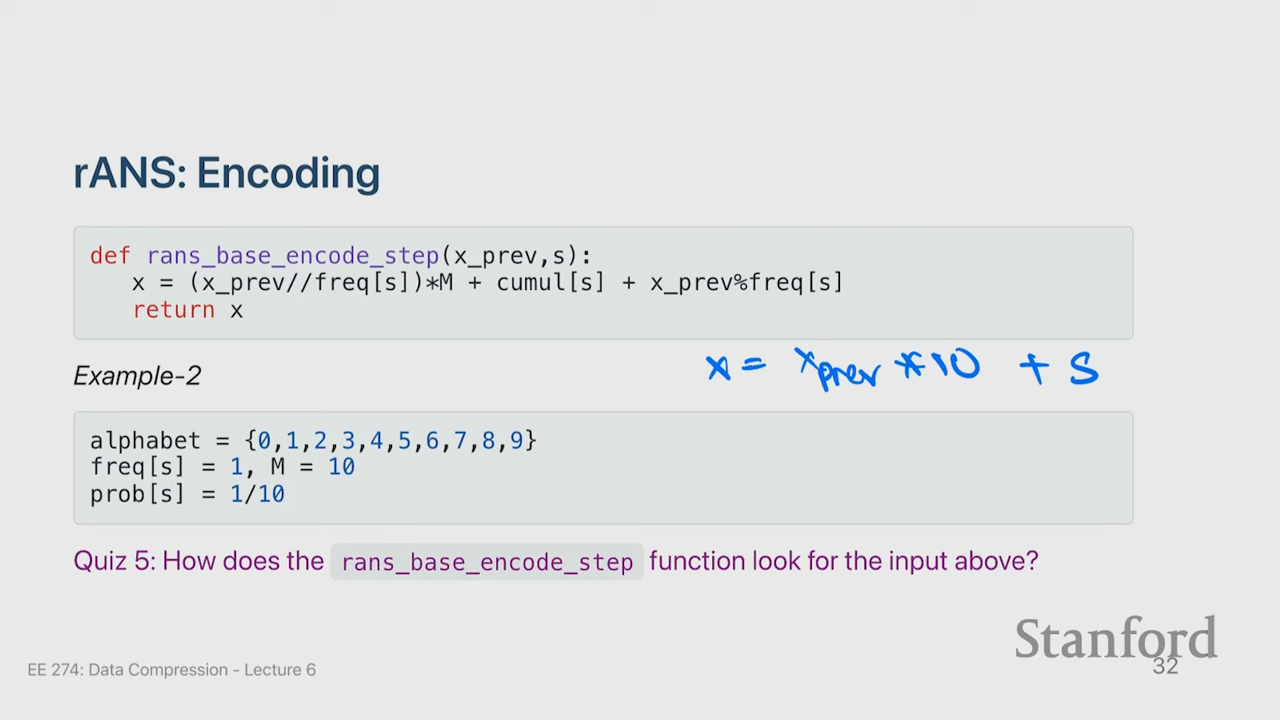 rANS: Encoding
def rans_base_encode_step(x_prev,s):
x = (x_prev//freq[s])*M + cumul[s] + x_prev%freq[s]
return x
x = xprev * 10 + S
Example-2
alphabet = {0,1,2,3,4,5,6,7,8,9}
freq[s] = 1, M = 10
prob[s] = 1/10
Quiz 5: How does the rans_base_encode_step function look for the input above?
Stanford
EE 274: Data Compression - Lecture 6
32